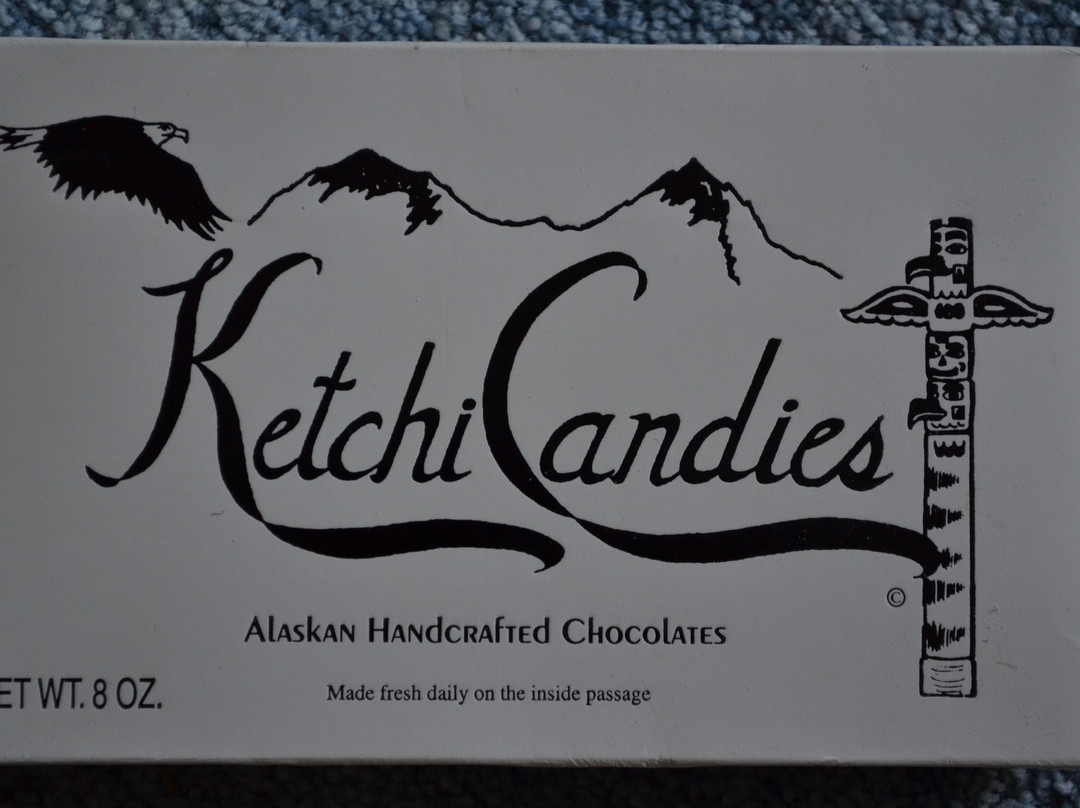 KetchiCandies
©
Alaskan Handcrafted Chocolates
ET WT. 8 OZ.
Made fresh daily on the inside passage